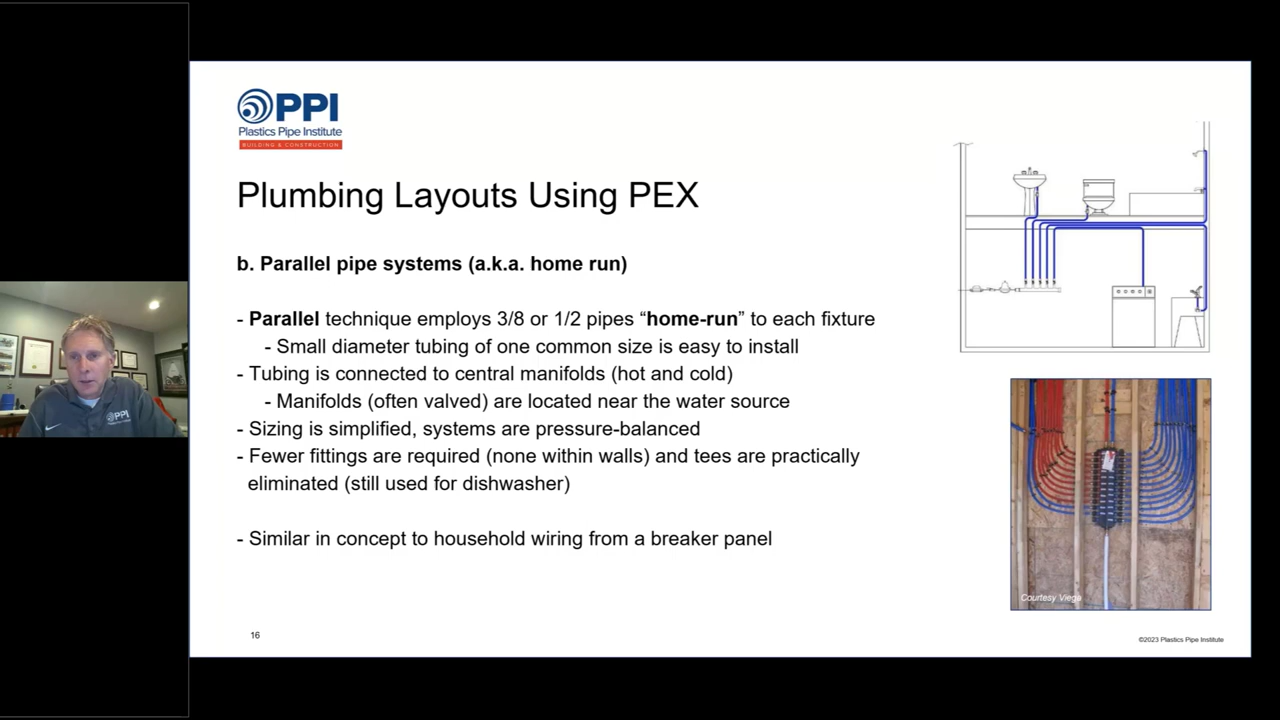 PPI
Plastics Pipe Institute
BUILDING & CONSTRUCTION
Plumbing Layouts Using PEX
b. Parallel pipe systems (a.k.a. home run)
- Parallel technique employs 3/8 or 1/2 pipes “home-run” to each fixture
- Small diameter tubing of one common size is easy to install
- Tubing is connected to central manifolds (hot and cold)
- Manifolds (often valved) are located near the water source
- Sizing is simplified, systems are pressure-balanced
- Fewer fittings are required (none within walls) and tees are practically
eliminated (still used for dishwasher)
- Similar in concept to household wiring from a breaker panel
Courtesy Viega
16
©2023 Plastics Pipe Institute
PPI